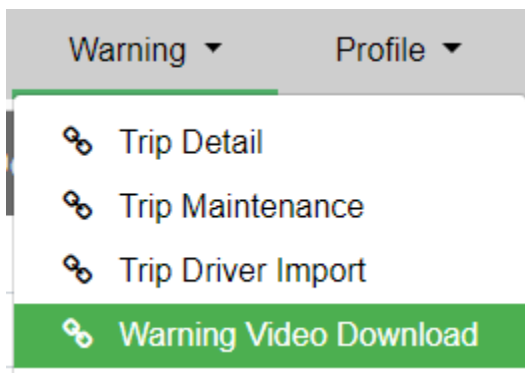 Warning Profile
Trip Detail
Trip Maintenance
Trip Driver Import
Warning Video Download